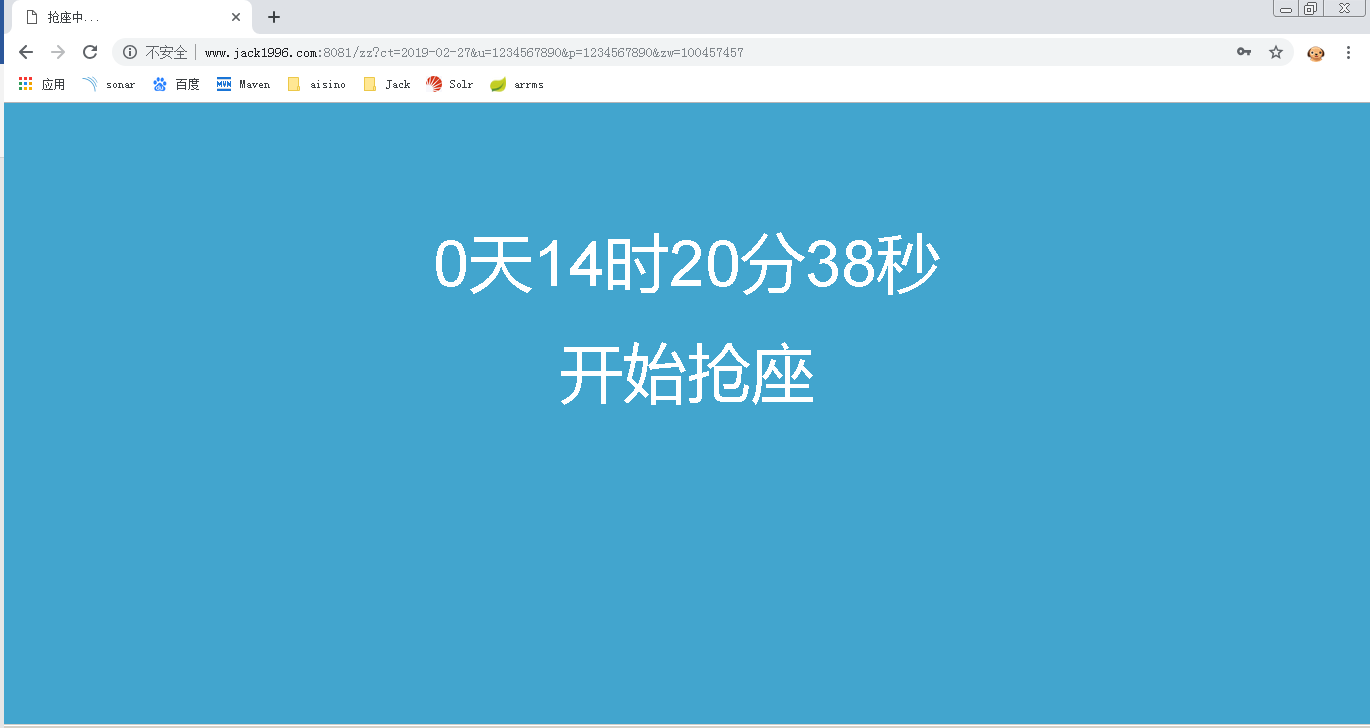 抢座中...
不安全 www.jack1996.com:8081/zz?ct=2019-02-27&u=1234567890&p=1234567890&zw=100457457
应用 sonar 百度 MVN Maven aisino Jack Solr arrms
0天14时20分38秒
开始抢座